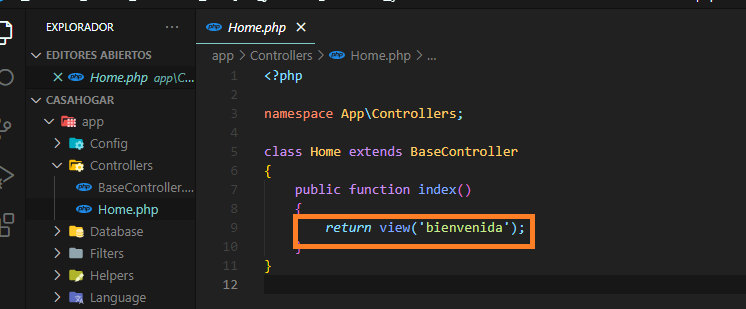 EXPLORADOR ...
EDITORES ABIERTOS
Home.php app\C...
CASAHOGAR
app
Config
Controllers
BaseController....
Home.php
Database
Filters
Helpers
Language
php Home.php
app > Controllers > php Home.php > ...
1 <?php
2
3 namespace App\Controllers;
4
5 class Home extends BaseController
6 {
7 public function index()
8 {
9 return view('bienvenida');
10 }
11 }
12